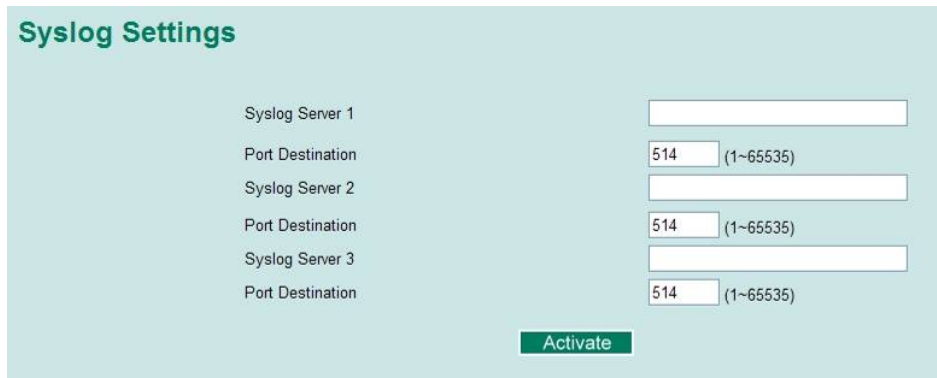 Syslog Settings
Syslog Server 1
Port Destination 514 (1~65535)
Syslog Server 2
Port Destination 514 (1~65535)
Syslog Server 3
Port Destination 514 (1~65535)
Activate